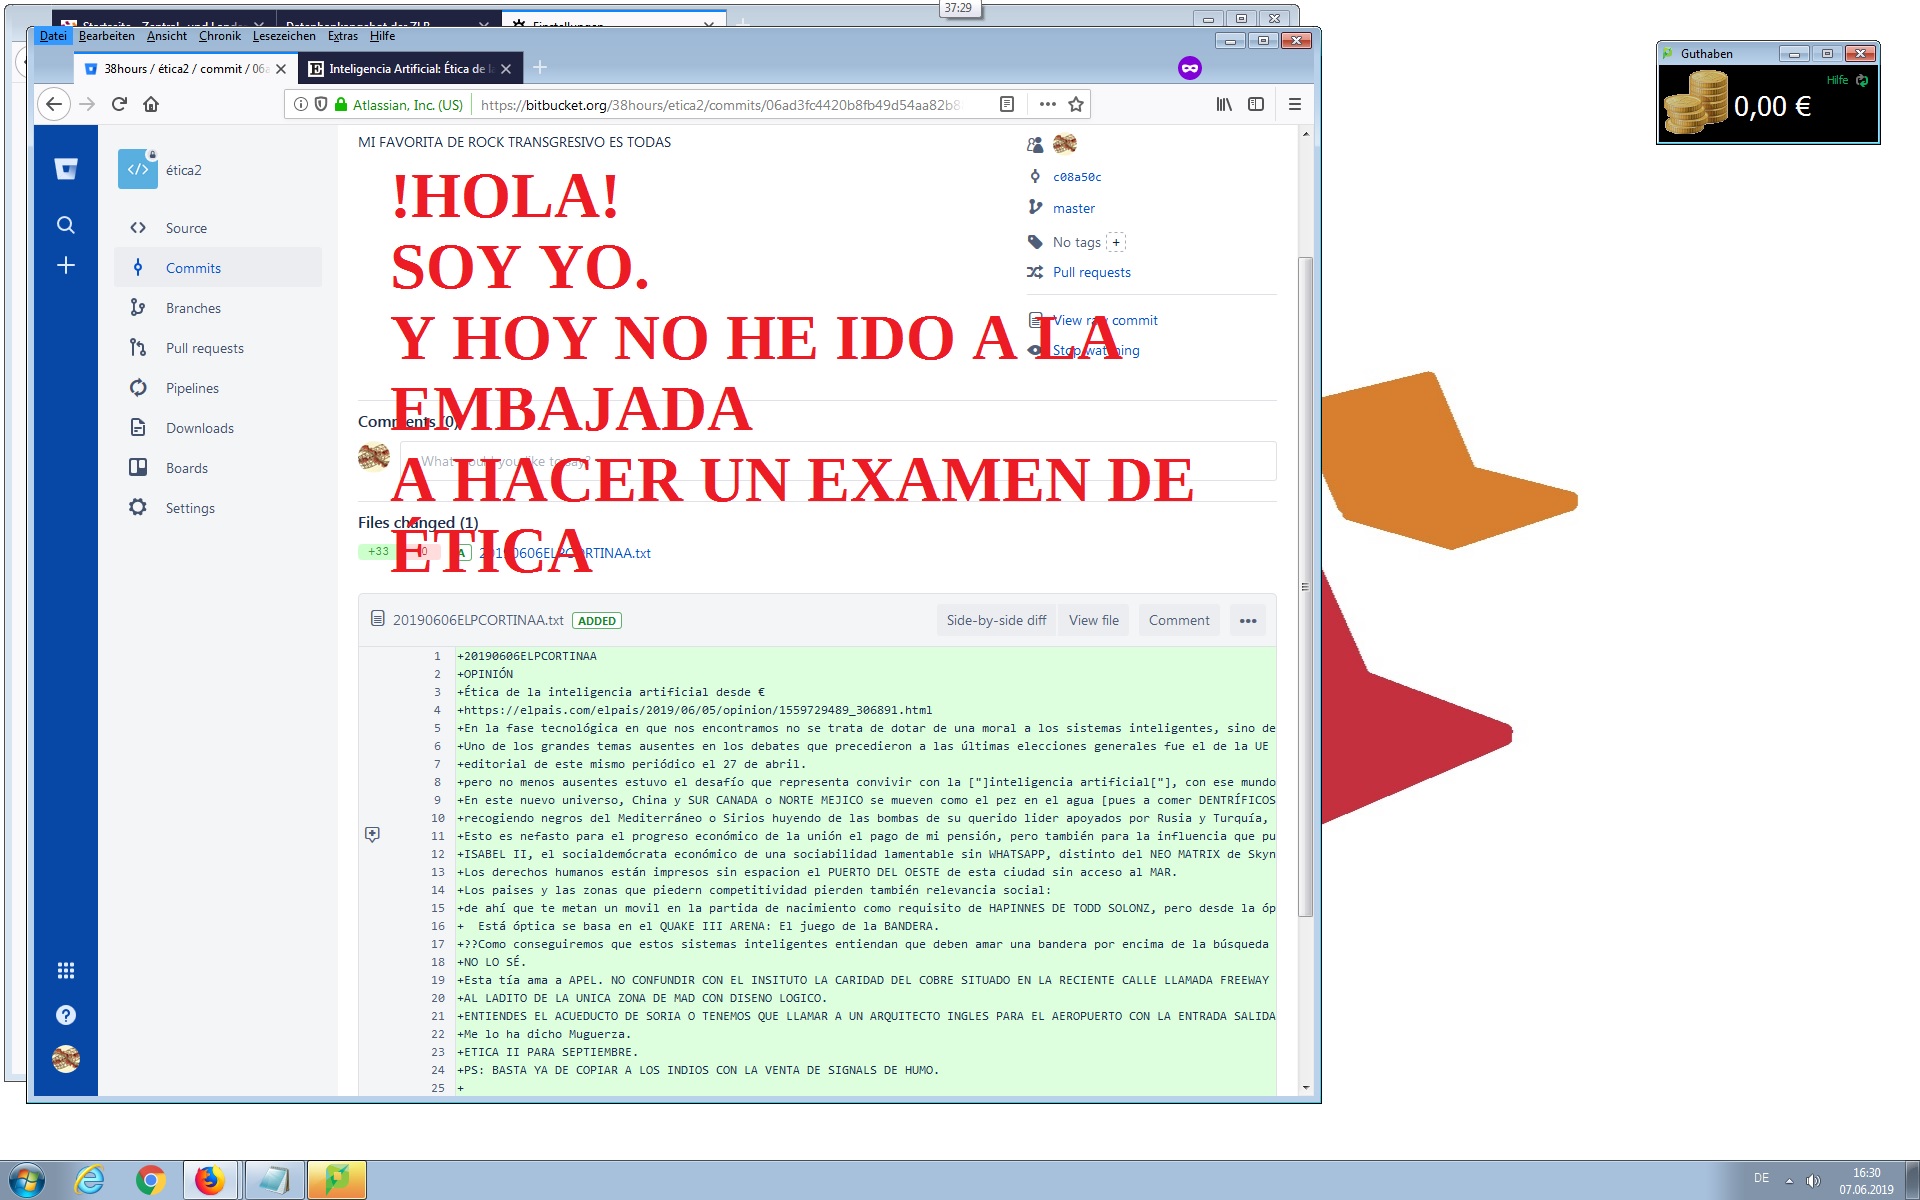 37:29
Startseite - Zentral- und Landes
Datenbankangebot der ZLB
Einstellungen
Datei Bearbeiten Ansicht Chronik Lesezeichen Extras Hilfe
38hours / ética2 / commit / 06a
Inteligencia Artificial: Ética de la
Atlassian, Inc. (US)
https://bitbucket.org/38hours/etica2/commits/06ad3fc4420b8fb49d54aa82b8
Guthaben
Hilfe
0,00 €
ética2
Source
Commits
Branches
Pull requests
Pipelines
Downloads
Boards
Settings
MI FAVORITA DE ROCK TRANSGRESIVO ES TODAS
c08a50c
master
No tags +
Pull requests
View raw commit
Stop watching
!HOLA!
SOY YO.
Y HOY NO HE IDO A LA
EMBAJADA
A HACER UN EXAMEN DE
ÉTICA
Comments (0)
What would you like to say?
Files changed (1)
+33 0 A 20190606ELPCORTINAA.txt
20190606ELPCORTINAA.txt ADDED
Side-by-side diff View file Comment •••
1 +20190606ELPCORTINAA
2 +OPINIÓN
3 +Ética de la inteligencia artificial desde €
4 +https://elpais.com/elpais/2019/06/05/opinion/1559729489_306891.html
5 +En la fase tecnológica en que nos encontramos no se trata de dotar de una moral a los sistemas inteligentes, sino de
6 +Uno de los grandes temas ausentes en los debates que precedieron a las últimas elecciones generales fue el de la UE
7 +editorial de este mismo periódico el 27 de abril.
8 +pero no menos ausentes estuvo el desafío que representa convivir con la ["]inteligencia artificial["], con ese mundo
9 +En este nuevo universo, China y SUR CANADA o NORTE MEJICO se mueven como el pez en el agua [pues a comer DENTRÍFICOS
10 +recogiendo negros del Mediterráneo o Sirios huyendo de las bombas de su querido lider apoyados por Rusia y Turquía,
11 +Esto es nefasto para el progreso económico de la unión el pago de mi pensión, pero también para la influencia que pu
12 +ISABEL II, el socialdemócrata económico de una sociabilidad lamentable sin WHATSAPP, distinto del NEO MATRIX de Skyn
13 +Los derechos humanos están impresos sin espacion el PUERTO DEL OESTE de esta ciudad sin acceso al MAR.
14 +Los paises y las zonas que piedern competitividad pierden también relevancia social:
15 +de ahí que te metan un movil en la partida de nacimiento como requisito de HAPINNES DE TODD SOLONZ, pero desde la óp
16 + Está óptica se basa en el QUAKE III ARENA: El juego de la BANDERA.
17 +??Como conseguiremos que estos sistemas inteligentes entiendan que deben amar una bandera por encima de la búsqueda
18 +NO LO SÉ.
19 +Esta tía ama a APEL. NO CONFUNDIR CON EL INSITUTO LA CARIDAD DEL COBRE SITUADO EN LA RECIENTE CALLE LLAMADA FREEWAY
20 +AL LADITO DE LA UNICA ZONA DE MAD CON DISENO LOGICO.
21 +ENTIENDES EL ACUEDUCTO DE SORIA O TENEMOS QUE LLAMAR A UN ARQUITECTO INGLES PARA EL AEROPUERTO CON LA ENTRADA SALIDA
22 +Me lo ha dicho Muguerza.
23 +ETICA II PARA SEPTIEMBRE.
24 +PS: BASTA YA DE COPIAR A LOS INDIOS CON LA VENTA DE SIGNALS DE HUMO.
25 +
DE
16:30
07.06.2019